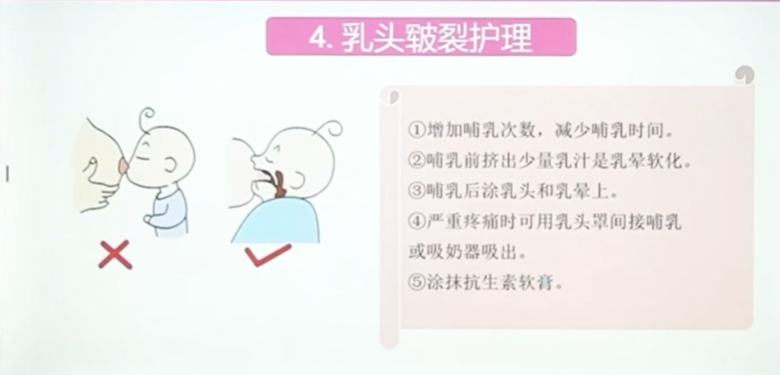 4. 乳头皲裂护理
①增加哺乳次数，减少哺乳时间。
②哺乳前挤出少量乳汁是乳晕软化。
③哺乳后涂乳头和乳晕上。
④严重疼痛时可用乳头罩间接哺乳
或吸奶器吸出。
⑤涂抹抗生素软膏。